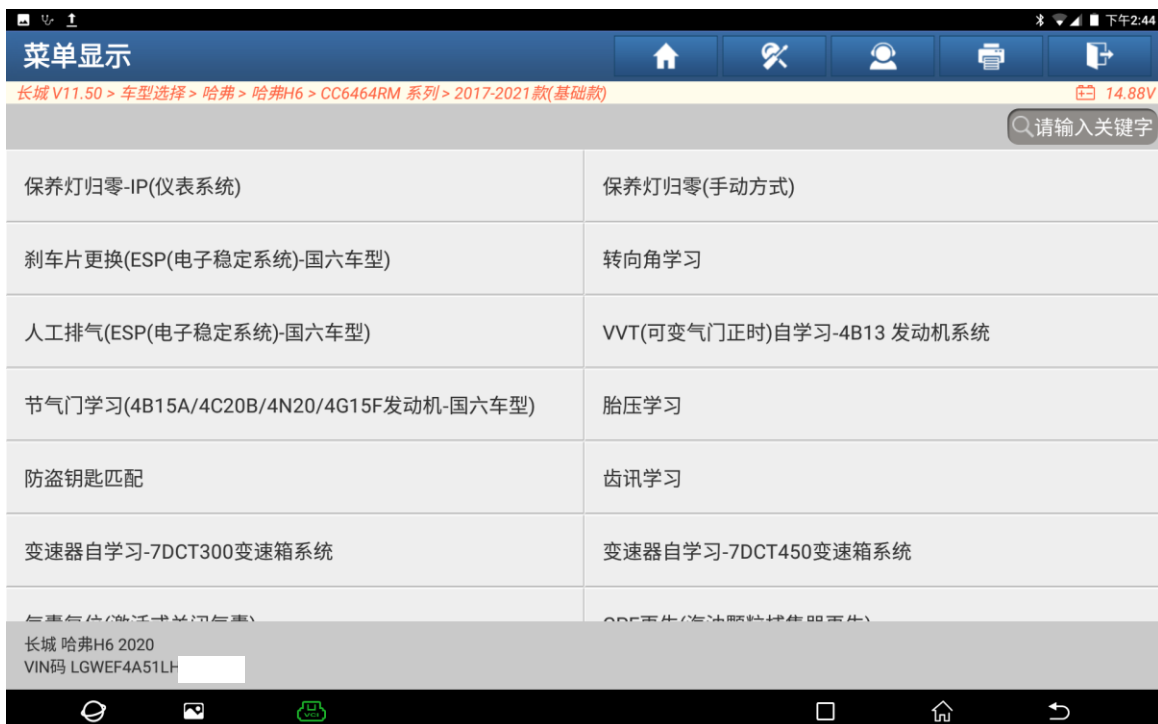 下午2:44
菜单显示
长城 V11.50 > 车型选择 > 哈弗 > 哈弗H6 > CC6464RM 系列 > 2017-2021款(基础款)
14.88V
请输入关键字
保养灯归零-IP(仪表系统)
保养灯归零(手动方式)
刹车片更换(ESP(电子稳定系统)-国六车型)
转向角学习
人工排气(ESP(电子稳定系统)-国六车型)
VVT(可变气门正时)自学习-4B13 发动机系统
节气门学习(4B15A/4C20B/4N20/4G15F发动机-国六车型)
胎压学习
防盗钥匙匹配
齿讯学习
变速器自学习-7DCT300变速箱系统
变速器自学习-7DCT450变速箱系统
长城 哈弗H6 2020
VIN码 LGWEF4A51LH
VCI